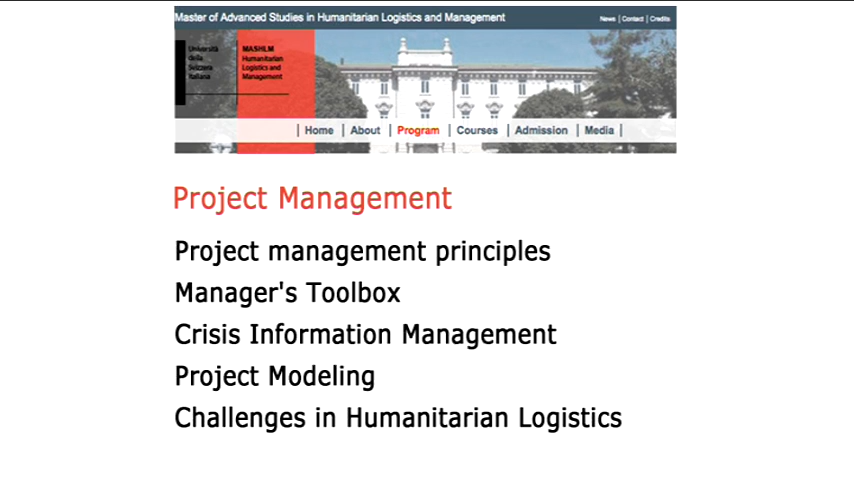 Master of Advanced Studies in Humanitarian Logistics and Management
News | Contact | Credits
Università
della
Svizzera
italiana
MASHLM
Humanitarian
Logistics and
Management
| Home | About | Program | Courses | Admission | Media |
Project Management
Project management principles
Manager's Toolbox
Crisis Information Management
Project Modeling
Challenges in Humanitarian Logistics